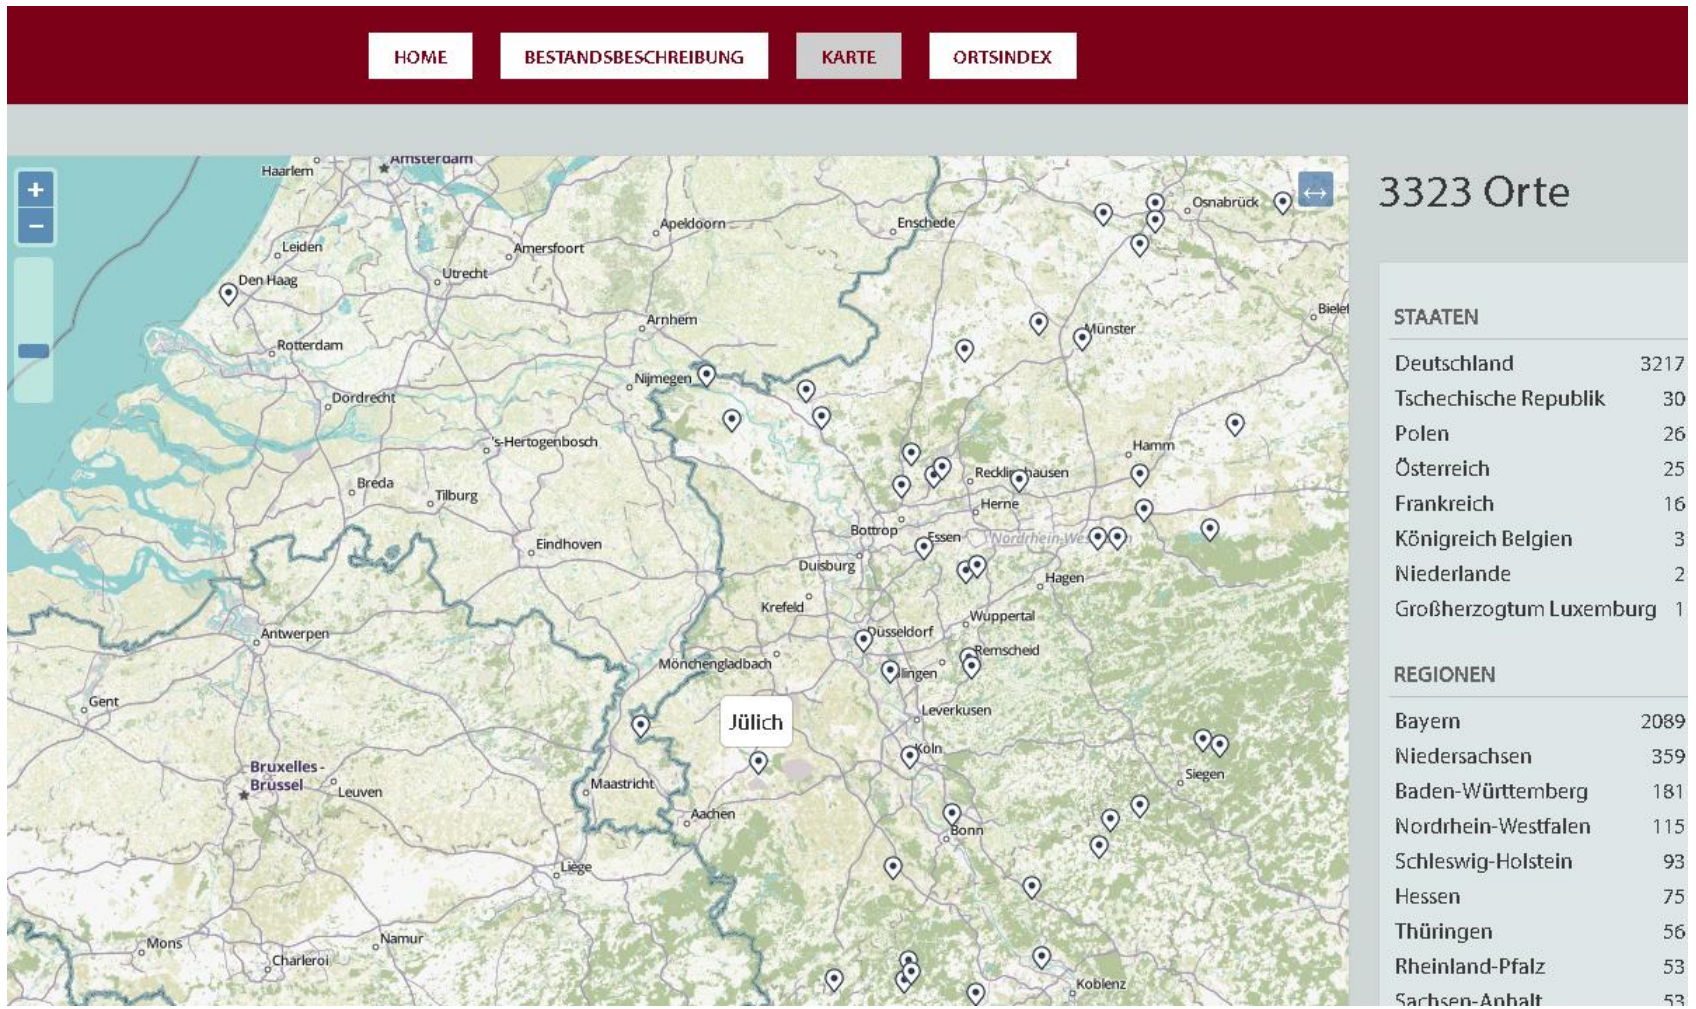 HOME BESTANDSBESCHREIBUNG KARTE ORTSINDEX
+
−
3323 Orte
STAATEN
Deutschland 3217
Tschechische Republik 30
Polen 26
Österreich 25
Frankreich 16
Königreich Belgien 3
Niederlande 2
Großherzogtum Luxemburg 1
REGIONEN
Bayern 2089
Niedersachsen 359
Baden-Württemberg 181
Nordrhein-Westfalen 115
Schleswig-Holstein 93
Hessen 75
Thüringen 56
Rheinland-Pfalz 53
Sachsen-Anhalt 53
Amsterdam
Haarlem
Osnabrück
Apeldoorn
Enschede
Leiden
Amersfoort
Utrecht
Den Haag
Arnhem
Münster
Rotterdam
Nijmegen
Dordrecht
's-Hertogenbosch
Hamm
Breda
Tilburg
Herne
Bottrop
Essen
Eindhoven
Duisburg
Hagen
Krefeld
Wuppertal
Antwerpen
Düsseldorf
Remscheid
Mönchengladbach
Gent
Leverkusen
Jülich
Köln
Bruxelles -
Brussel
Leuven
Maastricht
Siegen
Aachen
Bonn
Liège
Mons
Namur
Charleroi
Koblenz